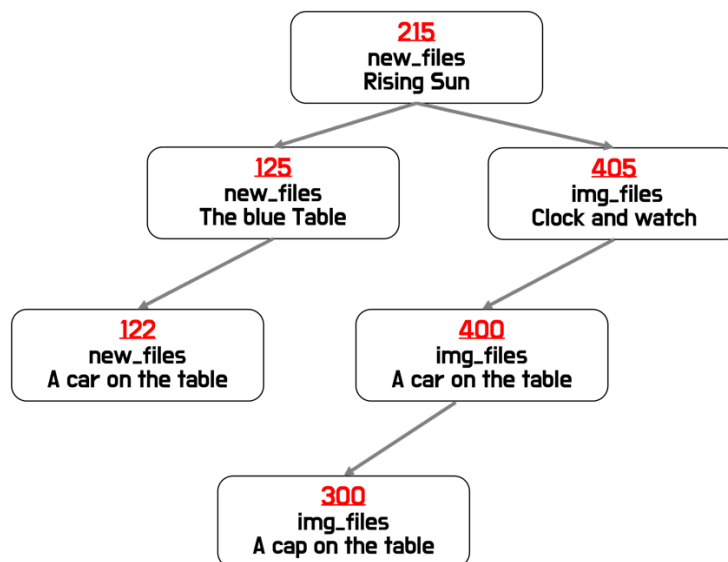 215
new_files
Rising Sun
125
new_files
The blue Table
405
img_files
Clock and watch
122
new_files
A car on the table
400
img_files
A car on the table
300
img_files
A cap on the table